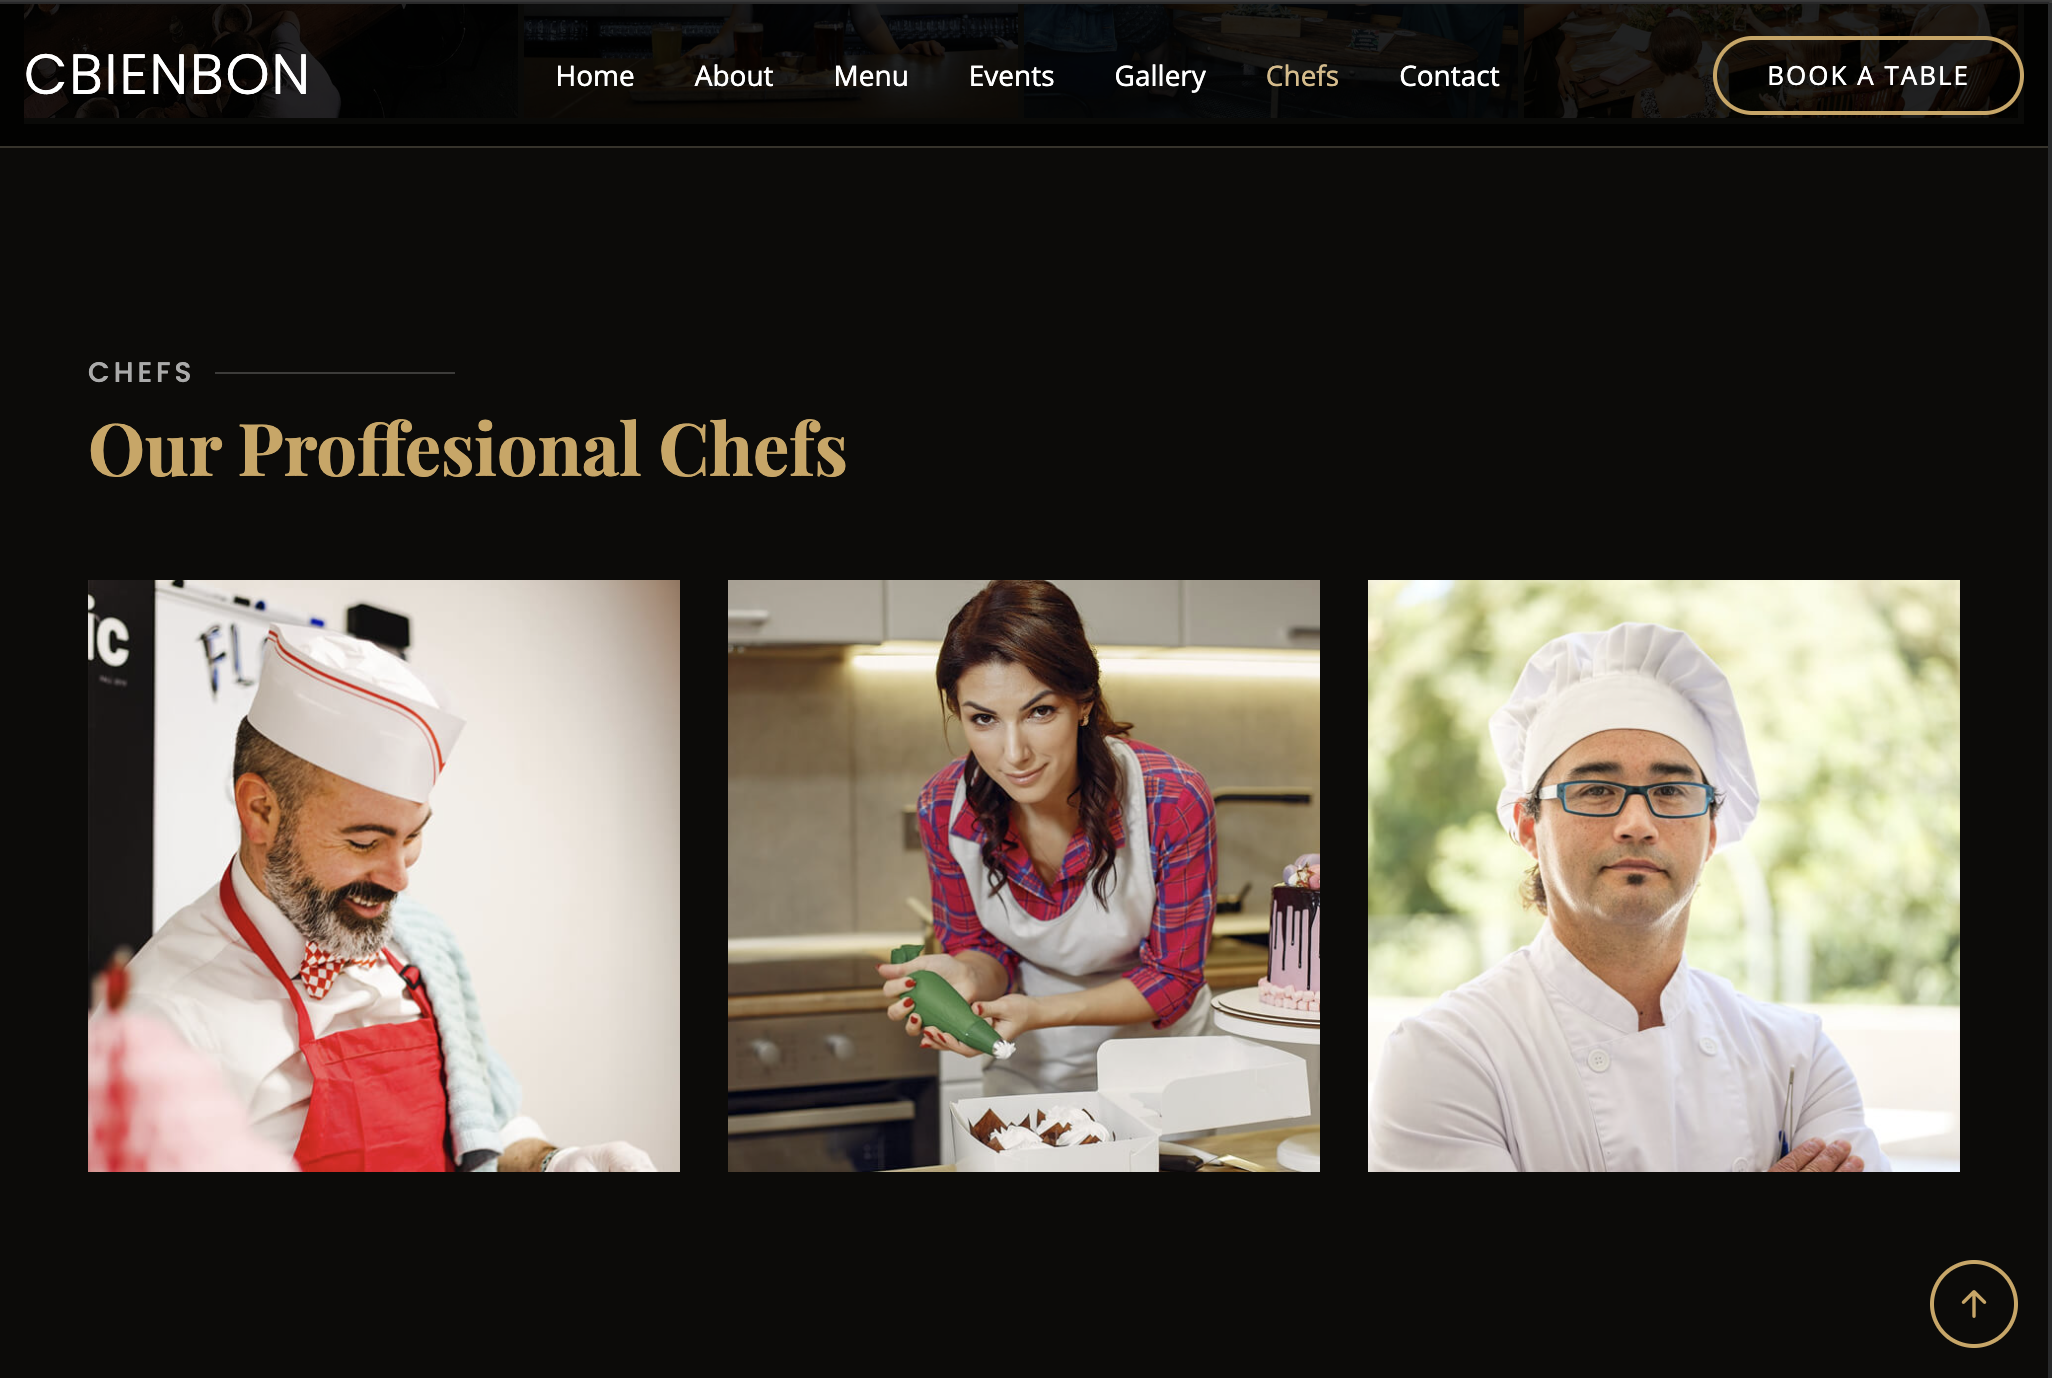 CBIENBON
Home About Menu Events Gallery Chefs Contact
BOOK A TABLE
CHEFS
Our Proffesional Chefs
ic
FL